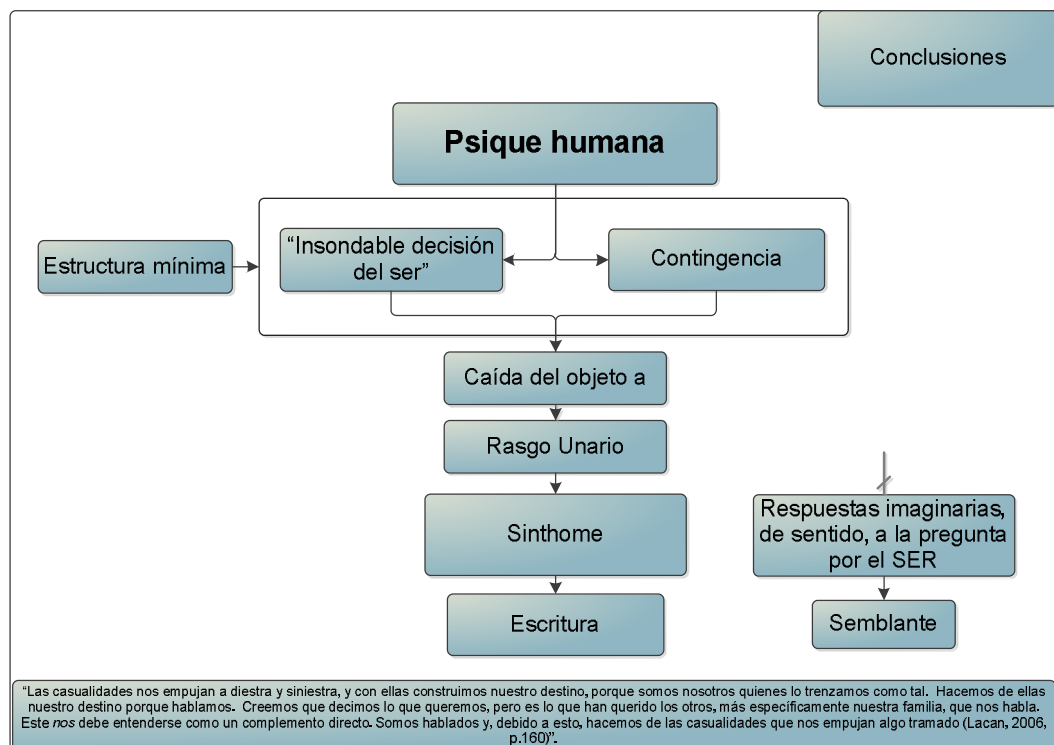 Conclusiones
Psique humana
Estructura mínima
“Insondable decisión
del ser”
Contingencia
Caída del objeto a
Rasgo Unario
Sinthome
Escritura
Respuestas imaginarias,
de sentido, a la pregunta
por el SER
Semblante
“Las casualidades nos empujan a diestra y siniestra, y con ellas construimos nuestro destino, porque somos nosotros quienes lo trenzamos como tal. Hacemos de ellas
nuestro destino porque hablamos. Creemos que decimos lo que queremos, pero es lo que han querido los otros, más específicamente nuestra familia, que nos habla.
Este nos debe entenderse como un complemento directo. Somos hablados y, debido a esto, hacemos de las casualidades que nos empujan algo tramado (Lacan, 2006,
p.160)”.